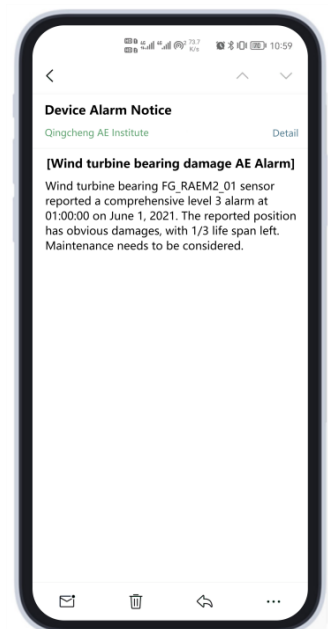 73.7
K/s
10:59
Device Alarm Notice
Qingcheng AE Institute Detail
[Wind turbine bearing damage AE Alarm]
Wind turbine bearing FG_RAEM2_01 sensor
reported a comprehensive level 3 alarm at
01:00:00 on June 1, 2021. The reported position
has obvious damages, with 1/3 life span left.
Maintenance needs to be considered.